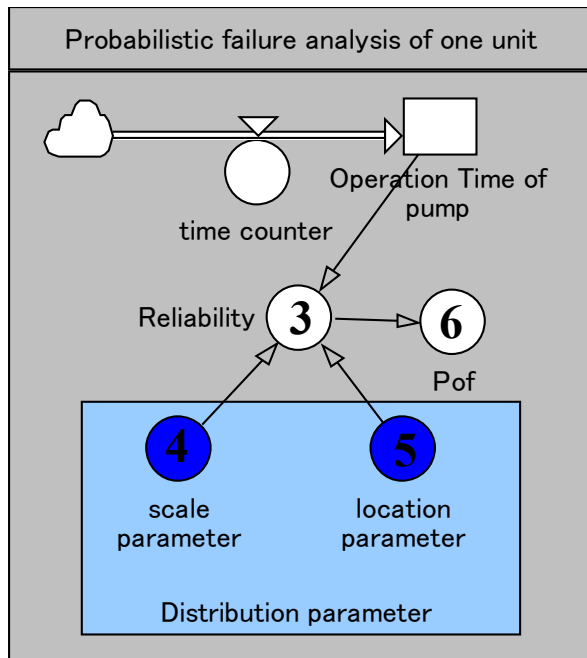 Probabilistic failure analysis of one unit
Operation Time of
pump
time counter
Reliability
3
6
Pof
4
5
scale
parameter
location
parameter
Distribution parameter